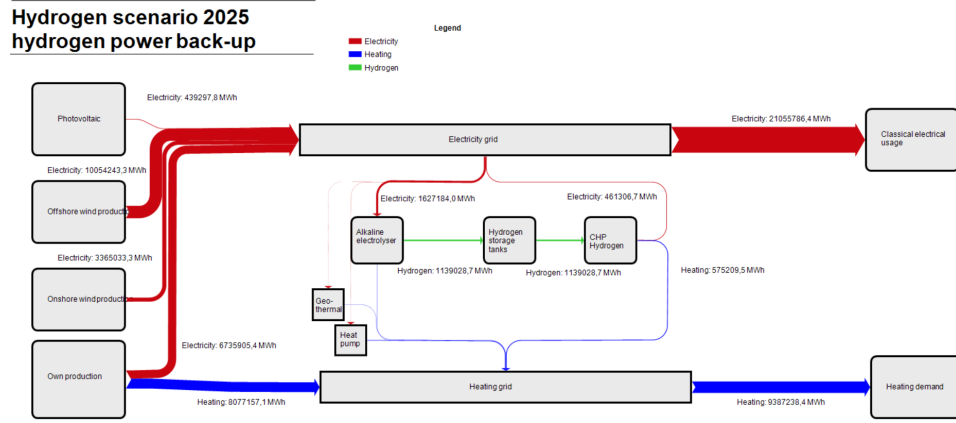 Hydrogen scenario 2025
hydrogen power back-up
Legend
Electricity
Heating
Hydrogen
Electricity: 439297,8 MWh
Photovoltaic
Electricity: 21055786,4 MWh
Electricity grid
Classical electrical
usage
Electricity: 10054243,3 MWh
Electricity: 1627184,0 MWh
Electricity: 461306,7 MWh
Offshore wind production
Alkaline
electrolyser
Hydrogen
storage
tanks
CHP
Hydrogen
Electricity: 3365033,3 MWh
Hydrogen: 1139028,7 MWh
Hydrogen: 1139028,7 MWh
Heating: 575209,5 MWh
Onshore wind production
Geo-
thermal
Heat
pump
Electricity: 6735905,4 MWh
Own production
Heating grid
Heating demand
Heating: 8077157,1 MWh
Heating: 9387238,4 MWh